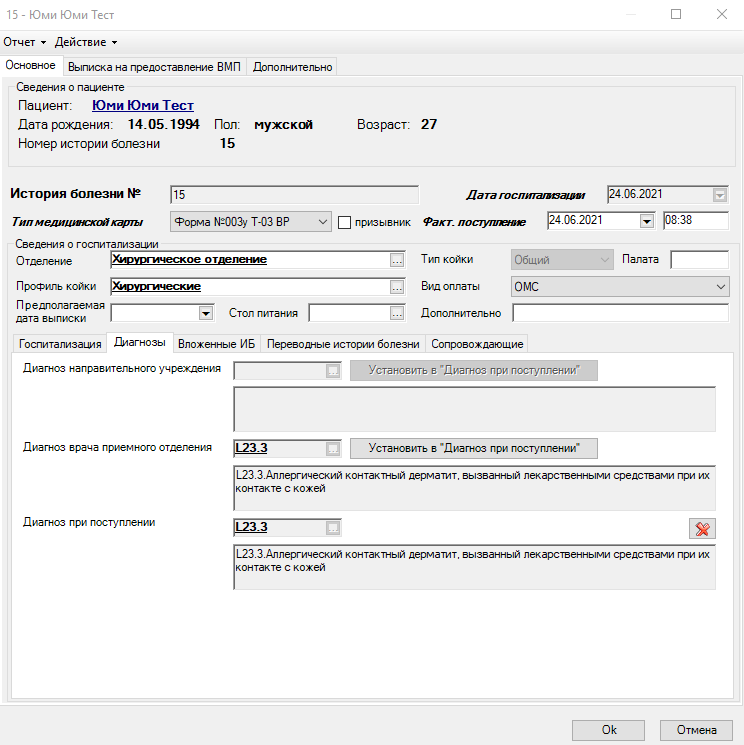 15 - Юми Юми Тест
Отчет Действие
Основное Выписка на предоставление ВМП Дополнительно
Сведения о пациенте
Пациент: Юми Юми Тест
Дата рождения: 14.05.1994 Пол: мужской Возраст: 27
Номер истории болезни 15
История болезни № 15 Дата госпитализации 24.06.2021
Тип медицинской карты Форма №003у Т-03 ВР призывник Факт. поступление 24.06.2021 08:38
Сведения о госпитализации
Отделение Хирургическое отделение ... Тип койки Общий Палата
Профиль койки Хирургические ... Вид оплаты ОМС
Предполагаемая
дата выписки Стол питания ... Дополнительно
Госпитализация Диагнозы Вложенные ИБ Переводные истории болезни Сопровождающие
Диагноз направительного учреждения ... Установить в "Диагноз при поступлении"
Диагноз врача приемного отделения L23.3 ... Установить в "Диагноз при поступлении"
L23.3.Аллергический контактный дерматит, вызванный лекарственными средствами при их
контакте с кожей
Диагноз при поступлении L23.3 ...
L23.3.Аллергический контактный дерматит, вызванный лекарственными средствами при их
контакте с кожей
Ok Отмена